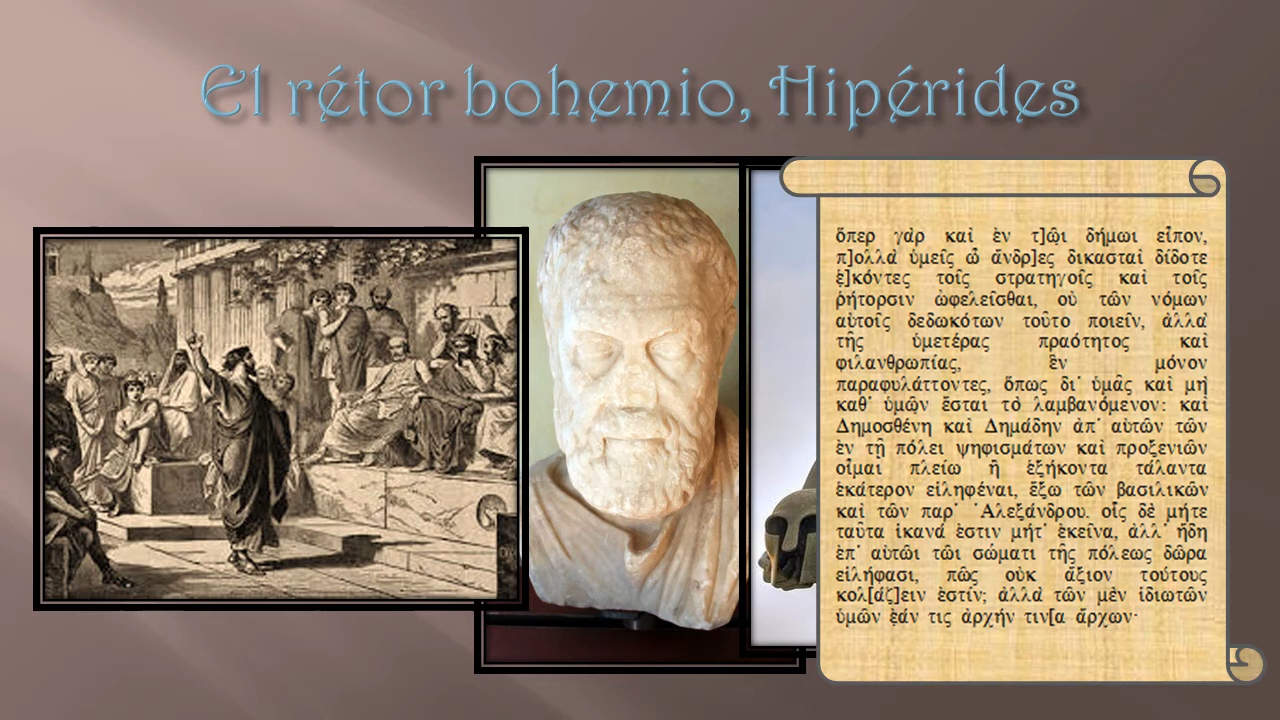 El rétor bohemio, Hipérides
ὅπερ γὰρ καὶ ἐν τ]ῶι δήμωι εἶπον,
π]ολλὰ ὑμεῖς ὦ ἄνδρ]ες δικασταὶ δίδοτε
ἑ]κόντες τοῖς στρατηγοῖς καὶ τοῖς
ῥήτορσιν ὠφελεῖσθαι, οὐ τῶν νόμων
αὐτοῖς δεδωκότων τοῦτο ποιεῖν, ἀλλὰ
τῆς ὑμετέρας πραότητος καὶ
φιλανθρωπίας, ἓν μόνον
παραφυλάττοντες, ὅπως δι᾽ ὑμᾶς καὶ μὴ
καθ᾽ ὑμῶν ἔσται τὸ λαμβανόμενον: καὶ
Δημοσθένη καὶ Δημάδην ἀπ᾽ αὐτῶν τῶν
ἐν τῇ πόλει ψηφισμάτων καὶ προξενιῶν
οἶμαι πλείω ἢ ἑξήκοντα τάλαντα
ἑκάτερον εἰληφέναι, ἔξω τῶν βασιλικῶν
καὶ τῶν παρ᾽ Ἀλεξάνδρου. οἷς δὲ μήτε
ταῦτα ἱκανά ἐστιν μήτ᾽ ἐκεῖνα, ἀλλ᾽ ἤδη
ἐπ᾽ αὐτῶι τῶι σώματι τῆς πόλεως δῶρα
εἰλήφασι, πῶς οὐκ ἄξιον τούτους
κολ[άζ]ειν ἐστίν; ἀλλὰ τῶν μὲν ἰδιωτῶν
ὑμῶν ἐάν τις ἀρχήν τιν[α ἄρχων·